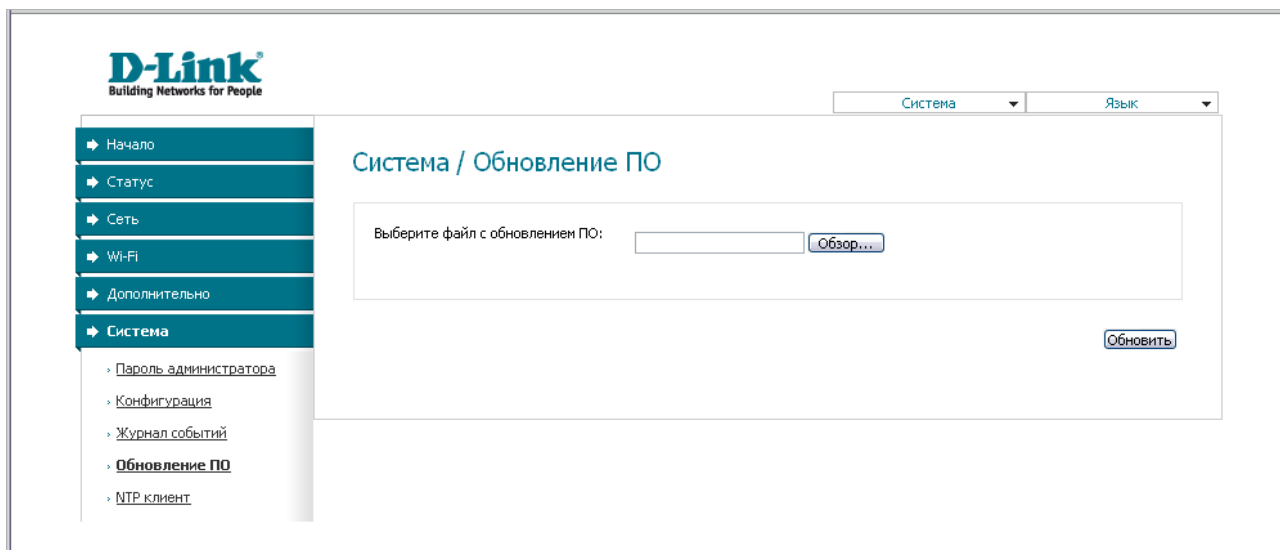 D-Link®
Building Networks for People
Система
Язык
Начало
Статус
Сеть
Wi-Fi
Дополнительно
Система
Пароль администратора
Конфигурация
Журнал событий
Обновление ПО
NTP клиент
Система / Обновление ПО
Выберите файл с обновлением ПО:
Обзор...
Обновить